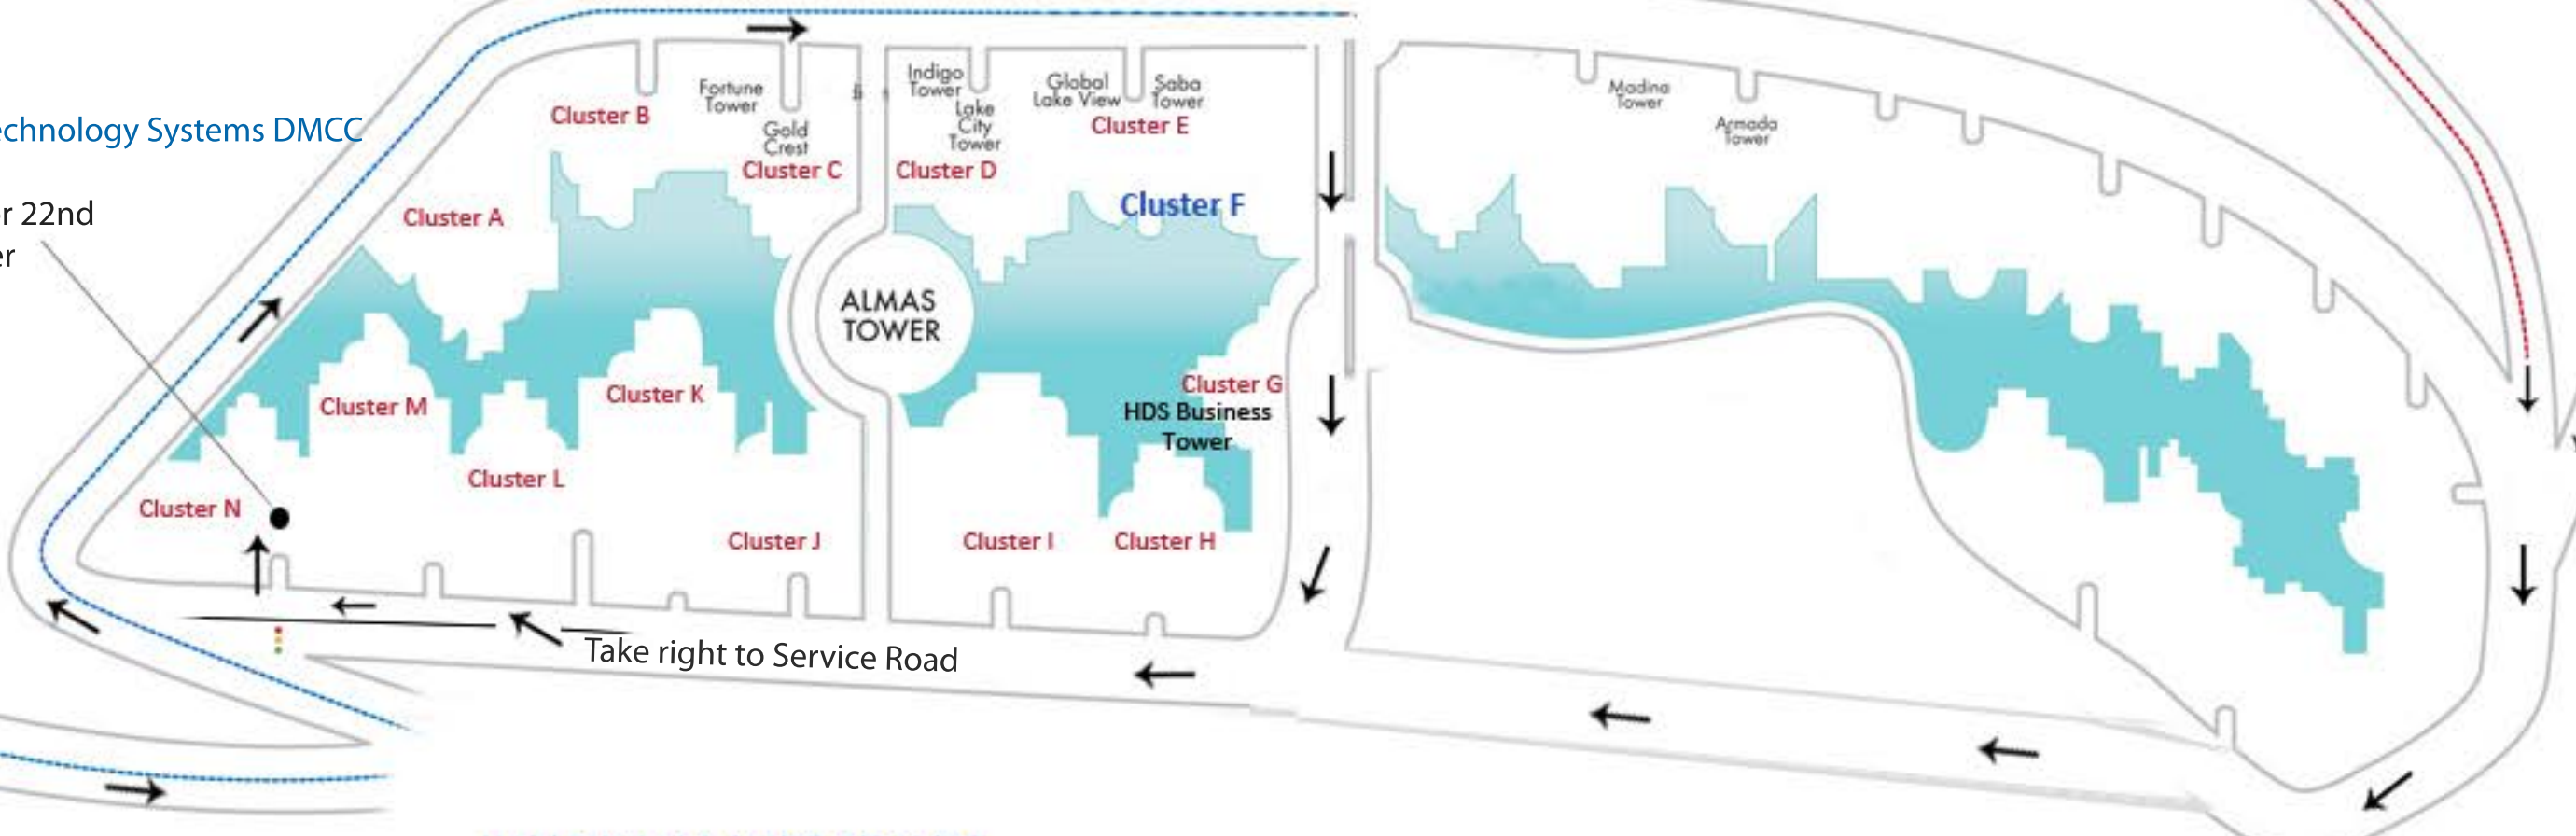 echnology Systems DMCC
r 22nd
er
Cluster A
Cluster B
Fortune
Tower
Gold
Crest
Cluster C
Indigo
Tower
Lake
City
Tower
Cluster D
Global
Lake View
Saba
Tower
Cluster E
Cluster F
Madina
Tower
Armada
Tower
ALMAS
TOWER
Cluster M
Cluster K
Cluster G
HDS Business
Tower
Cluster L
Cluster N
Cluster J
Cluster I
Cluster H
Take right to Service Road